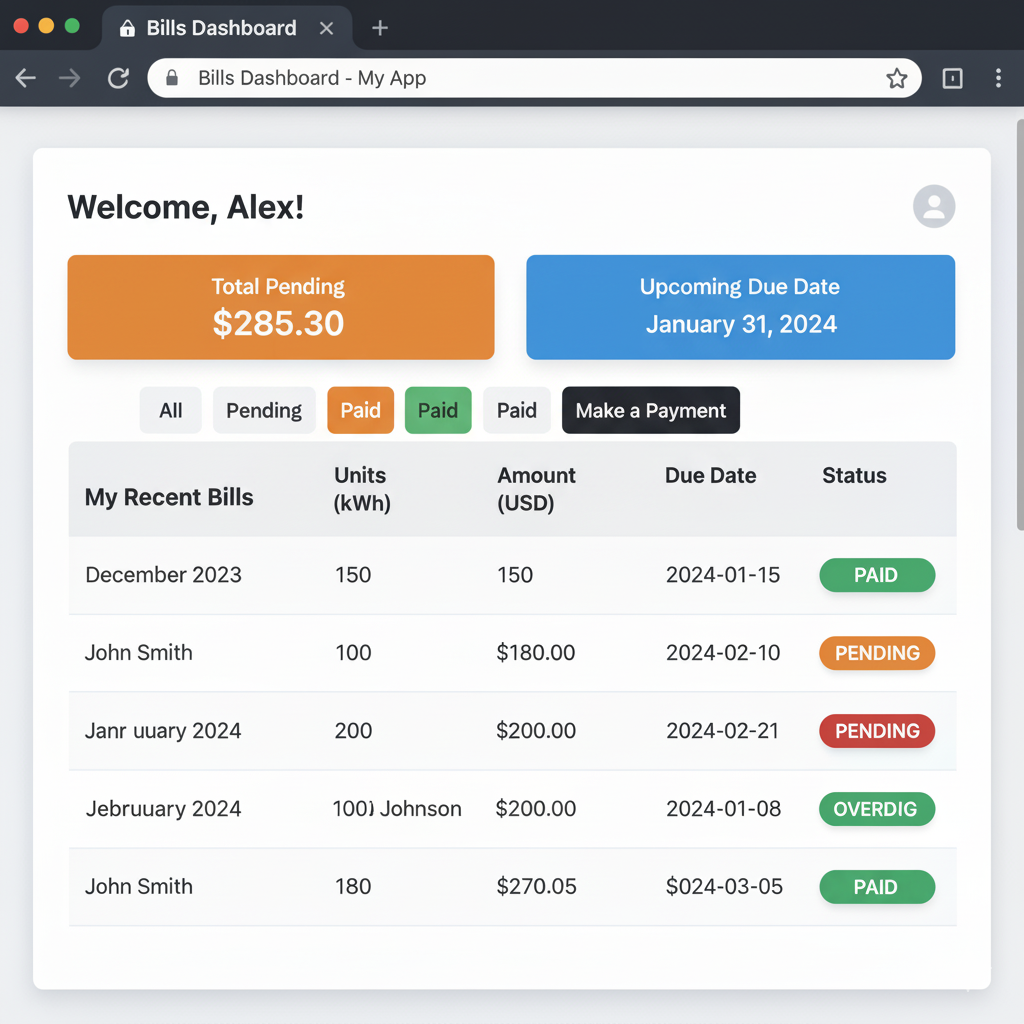 Bills Dashboard
Bills Dashboard - My App
Welcome, Alex!
Total Pending
$285.30
Upcoming Due Date
January 31, 2024
All Pending Paid Paid Paid Make a Payment
My Recent Bills Units (kWh) Amount (USD) Due Date Status
December 2023 150 150 2024-01-15 PAID
John Smith 100 $180.00 2024-02-10 PENDING
Janr uuary 2024 200 $200.00 2024-02-21 PENDING
Jebruuary 2024 Johnson $200.00 2024-01-08 OVERDIG
John Smith 180 $270.05 $024-03-05 PAID